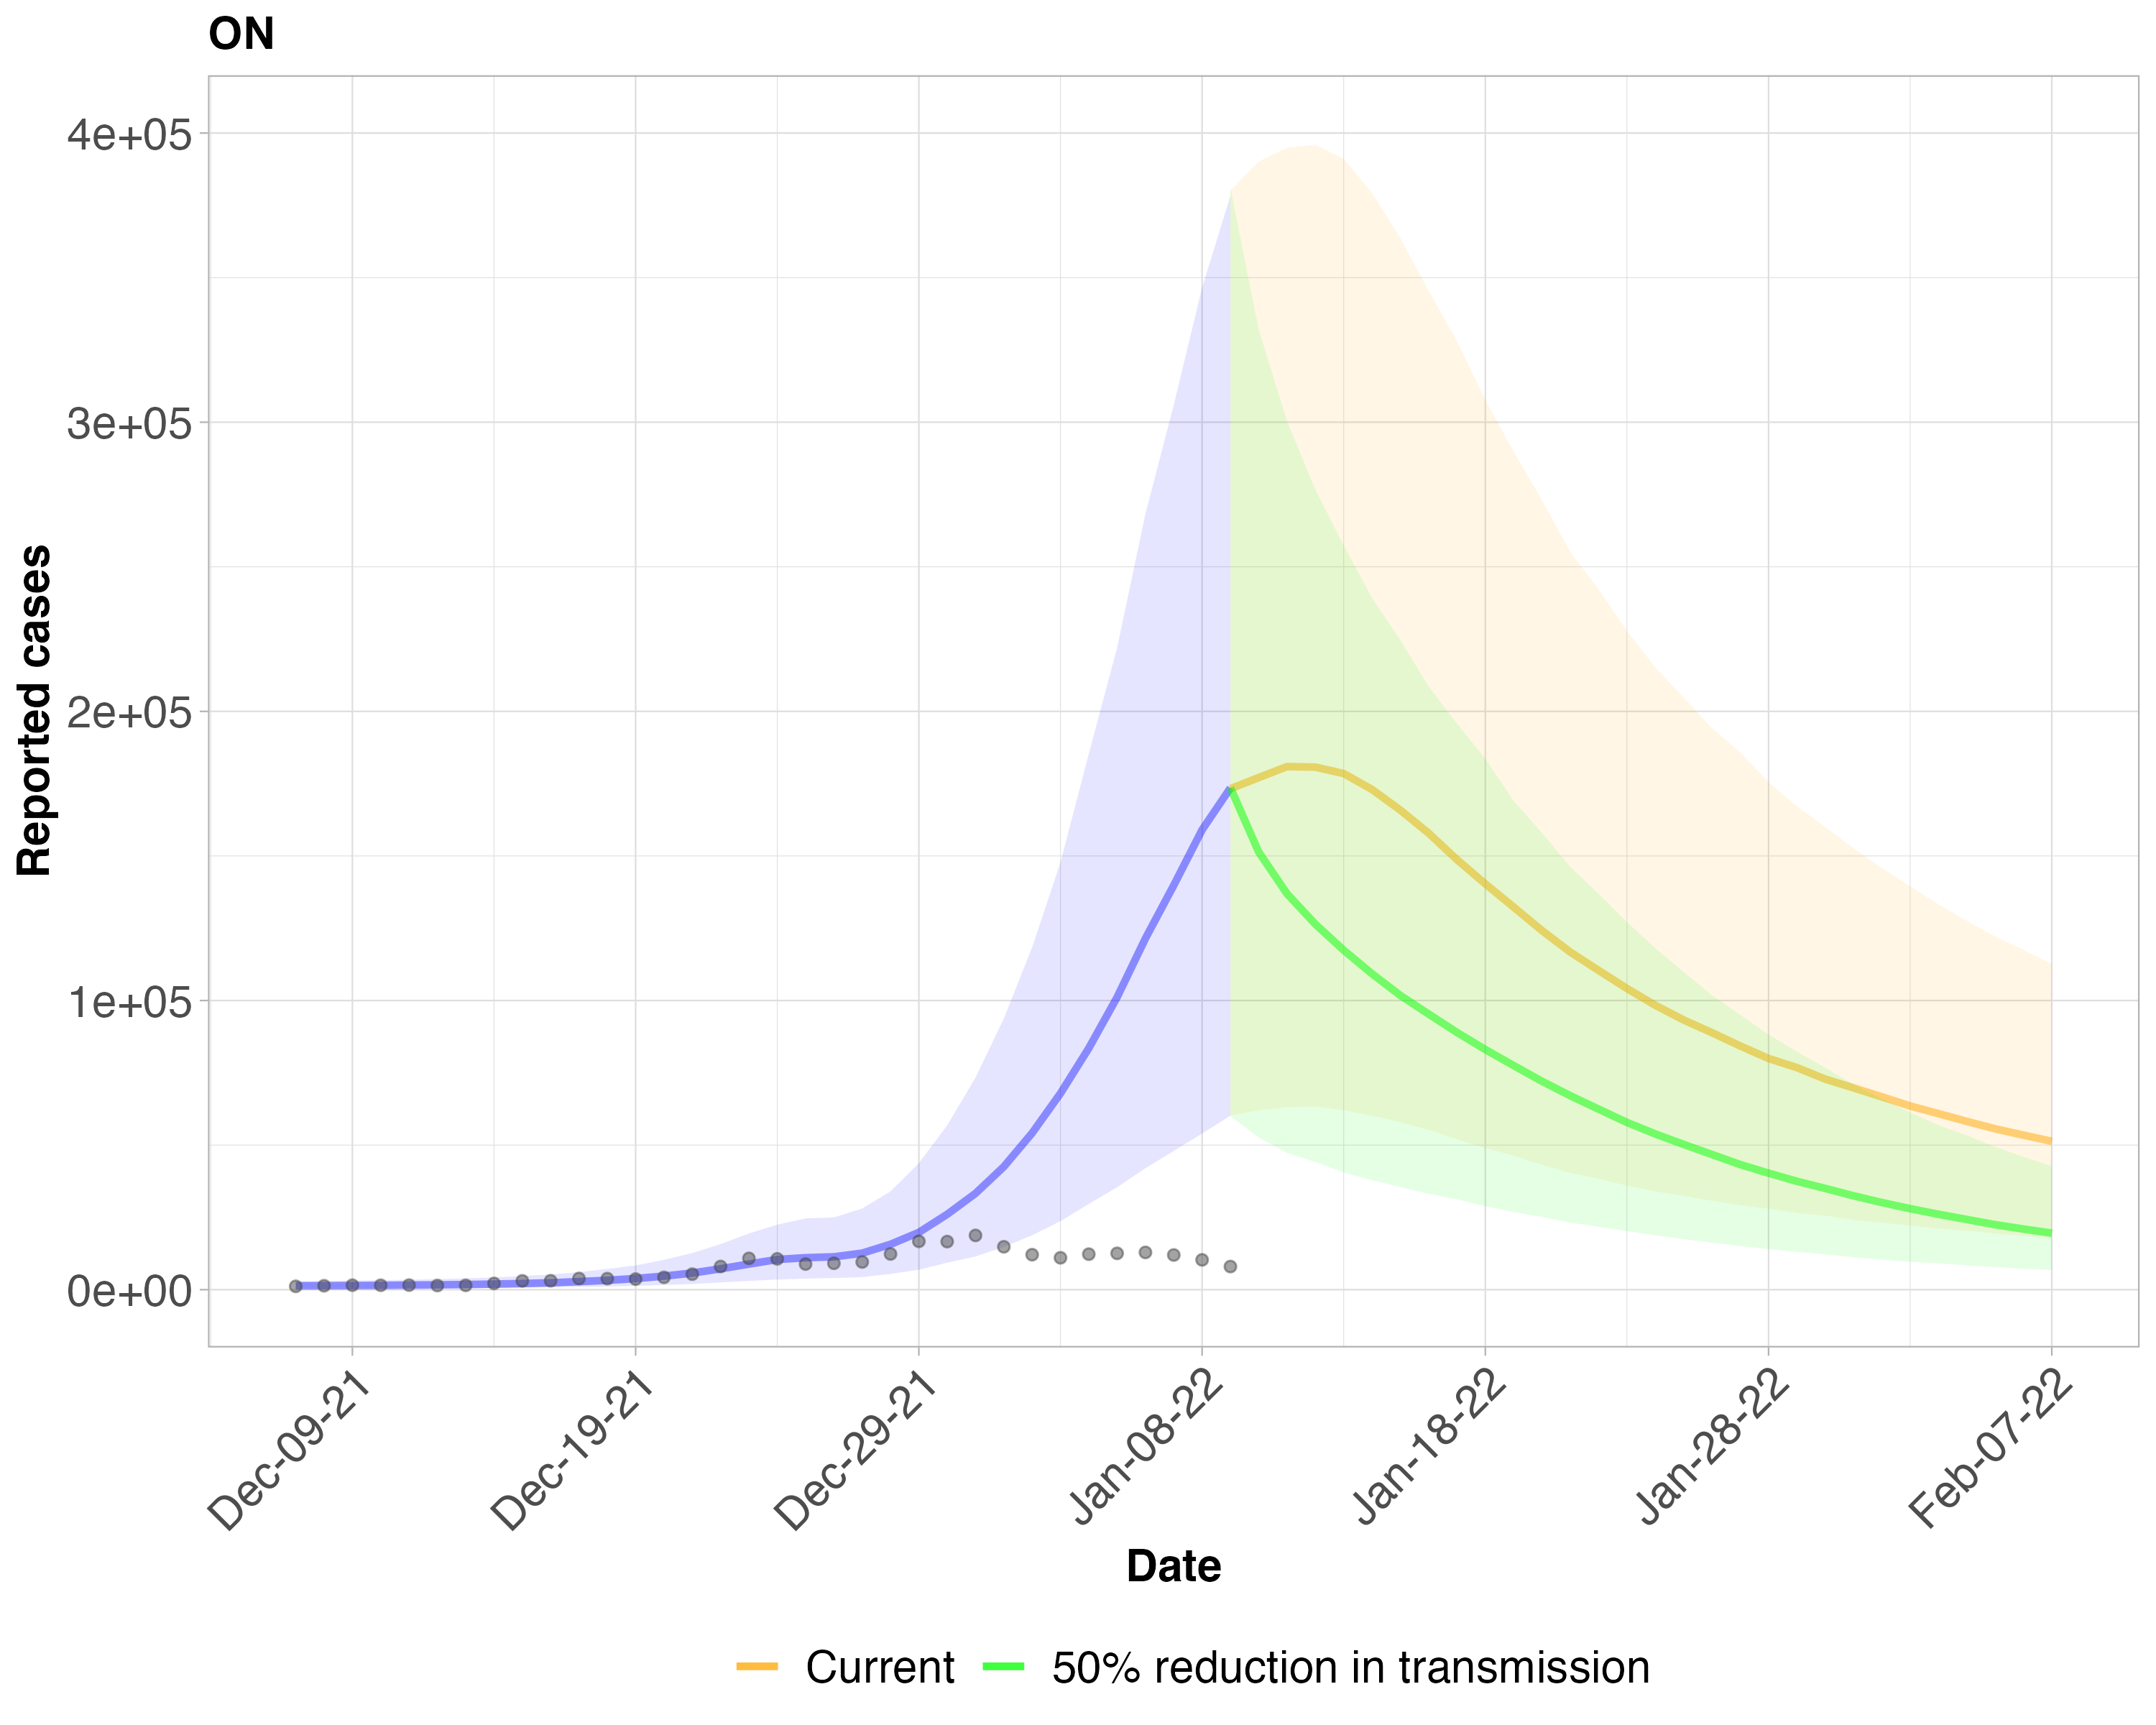 ON
4e+05
3e+05
2e+05
1e+05
0e+00
Reported cases
Dec-09-21
Dec-19-21
Dec-29-21
Jan-08-22
Jan-18-22
Jan-28-22
Feb-07-22
Date
Current
50% reduction in transmission